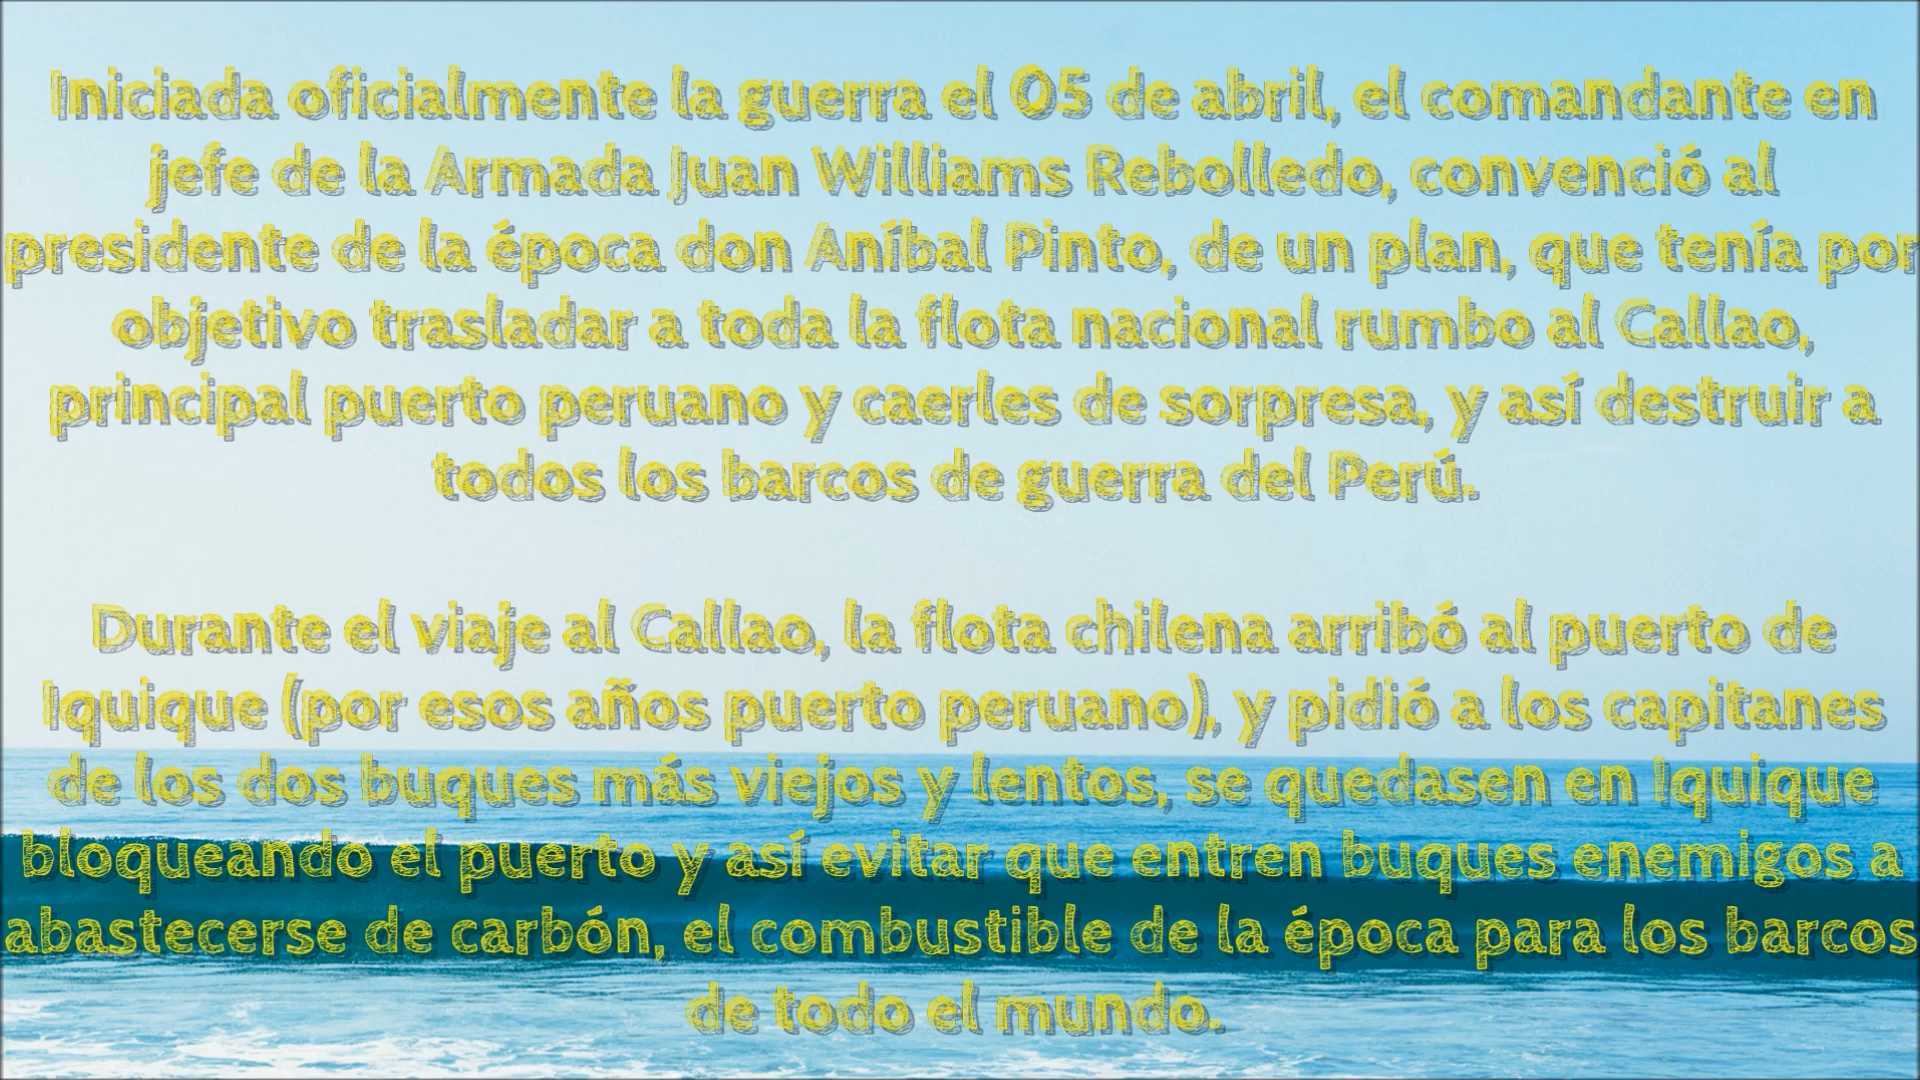 Iniciada oficialmente la guerra el 05 de abril, el comandante en
jefe de la Armada Juan Williams Rebolledo, convenció al
presidente de la época don Aníbal Pinto, de un plan, que tenía por
objetivo trasladar a toda la flota nacional rumbo al Callao,
principal puerto peruano y caerles de sorpresa, y así destruir a
todos los barcos de guerra del Perú.
Durante el viaje al Callao, la flota chilena arribó al puerto de
Iquique (por esos años puerto peruano), y pidió a los capitanes
de los dos buques más viejos y lentos, se quedasen en Iquique
bloqueando el puerto y así evitar que entren buques enemigos a
abastecerse de carbón, el combustible de la época para los barcos
de todo el mundo.